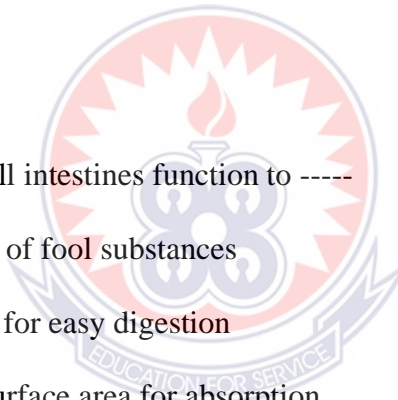 ll intestines function to -----
of fool substances
for easy digestion
EDUCATION FOR SERVICE
urface area for absorption